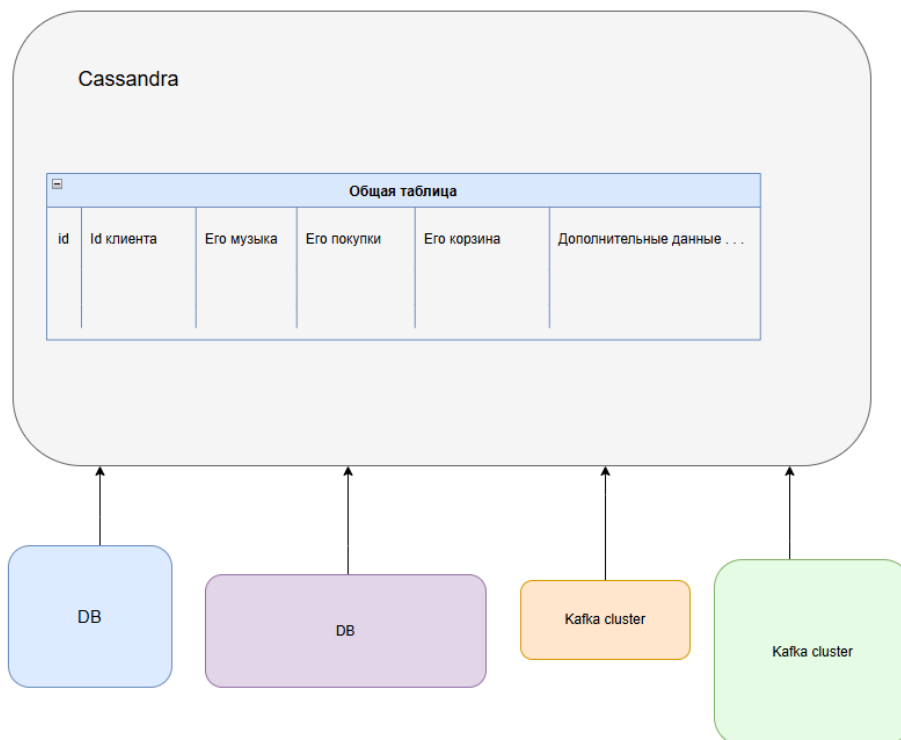 Cassandra
Общая таблица
id
Id клиента
Его музыка
Его покупки
Его корзина
Дополнительные данные . . .
DB
DB
Kafka cluster
Kafka cluster